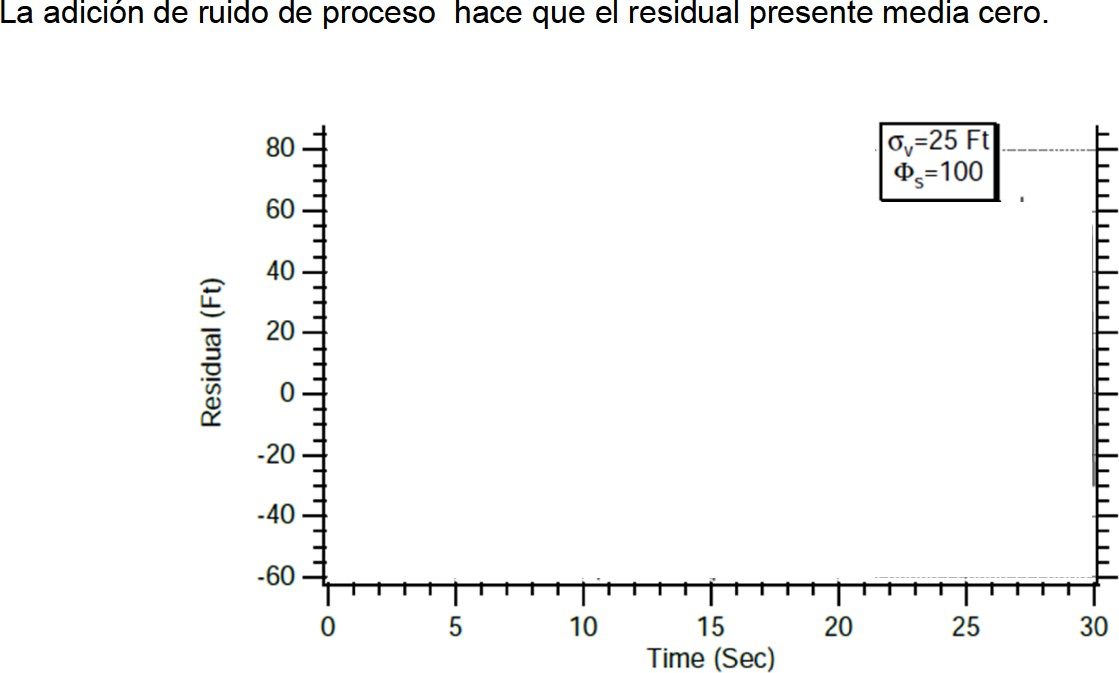 La adición de ruido de proceso hace que el residual presente media cero.
σv=25 Ft
Φs=100
80
60
40
20
0
-20
-40
-60
Residual (Ft)
0 5 10 15 20 25 30
Time (Sec)